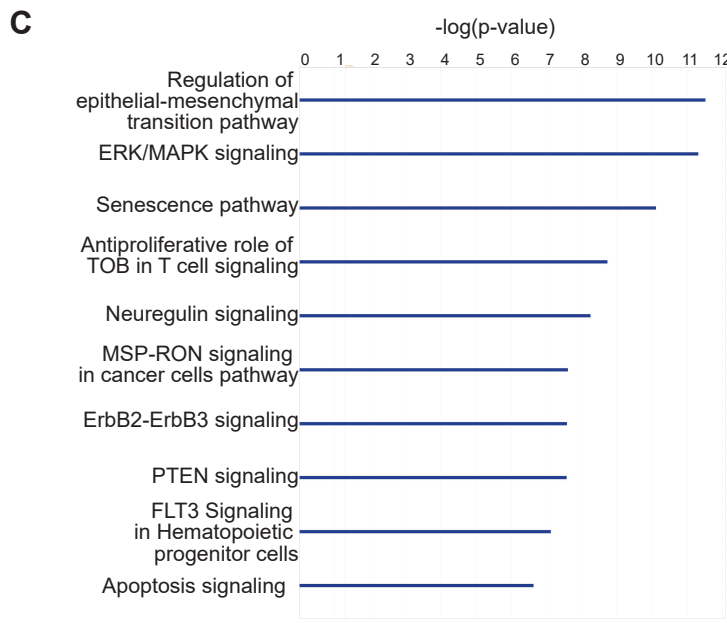 C
-log(p-value)
0 1 2 3 4 5 6 7 8 9 10 11 12
Regulation of
epithelial-mesenchymal
transition pathway
ERK/MAPK signaling
Senescence pathway
Antiproliferative role of
TOB in T cell signaling
Neuregulin signaling
MSP-RON signaling
in cancer cells pathway
ErbB2-ErbB3 signaling
PTEN signaling
FLT3 Signaling
in Hematopoietic
progenitor cells
Apoptosis signaling